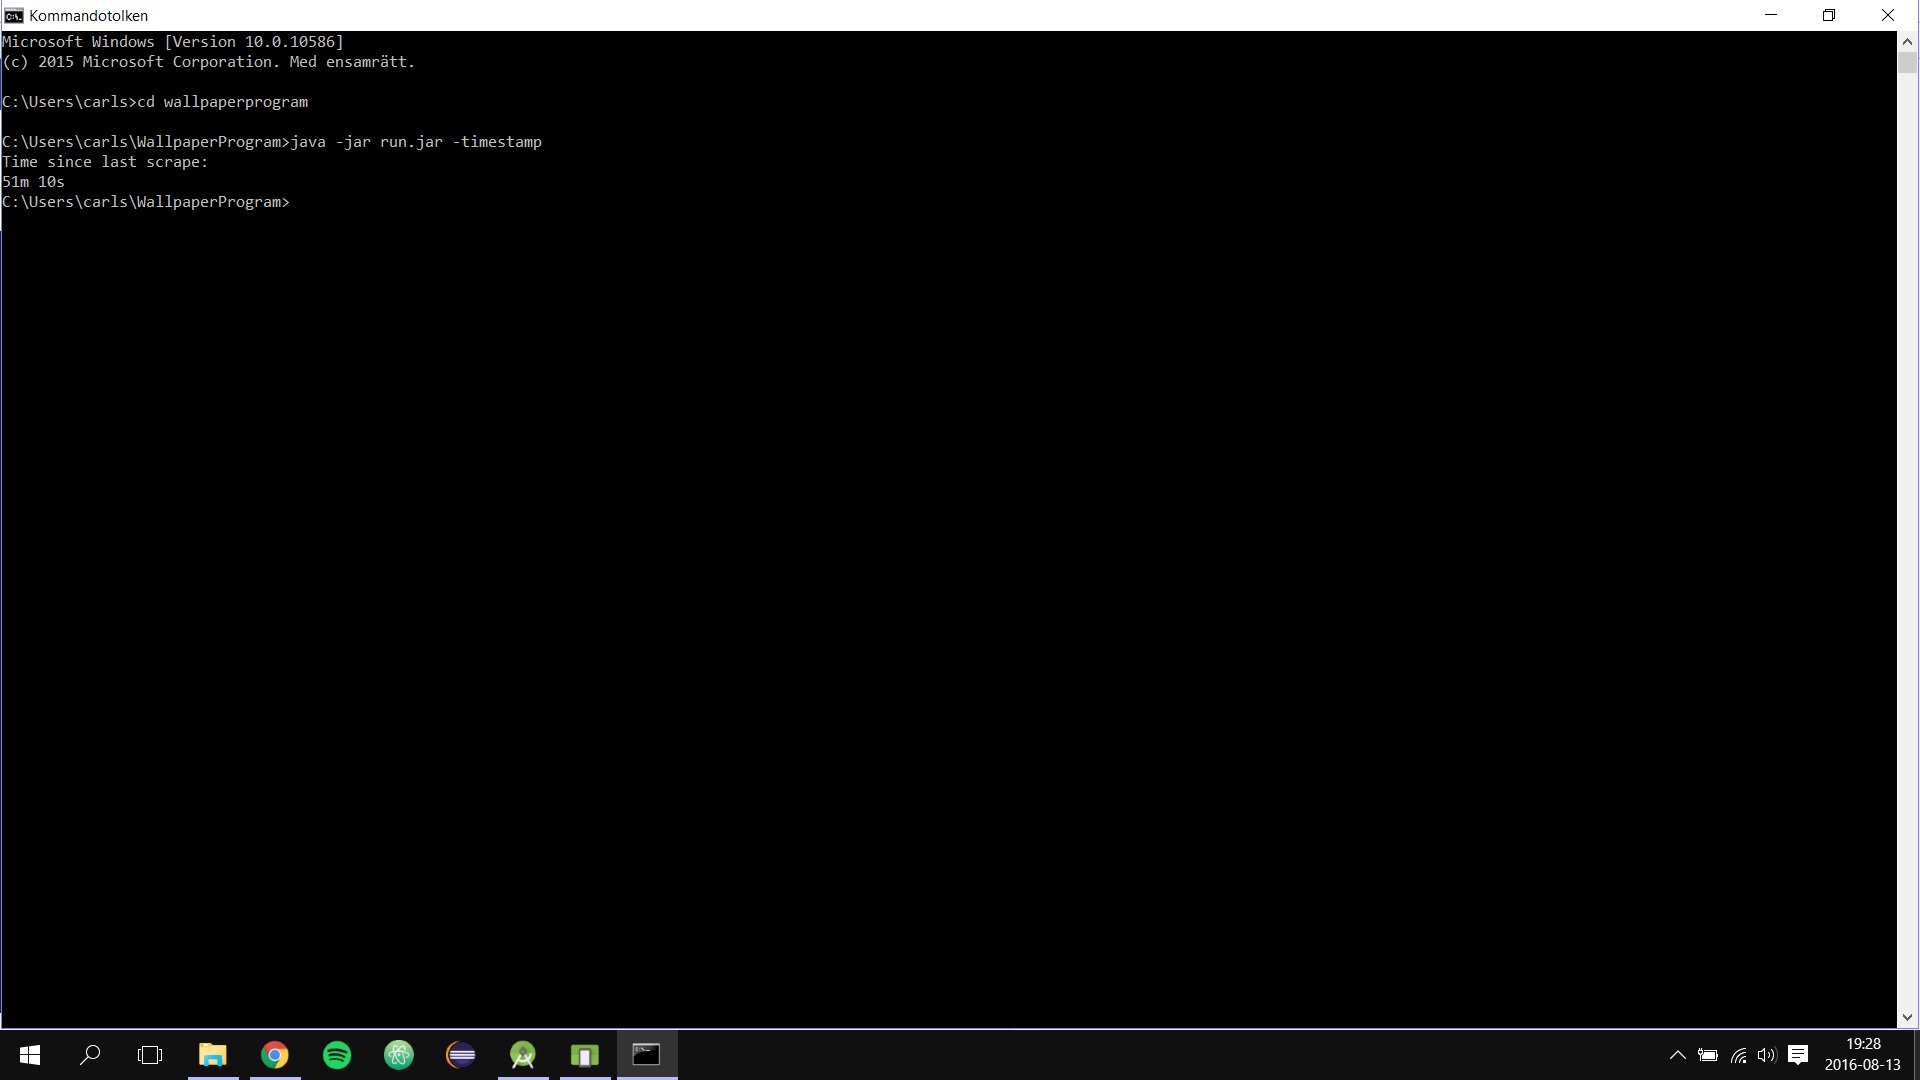 Kommandotolken
Microsoft Windows [Version 10.0.10586]
(c) 2015 Microsoft Corporation. Med ensamrätt.
C:\Users\carls>cd wallpaperprogram
C:\Users\carls\WallpaperProgram>java -jar run.jar -timestamp
Time since last scrape:
51m 10s
C:\Users\carls\WallpaperProgram>
19:28
2016-08-13